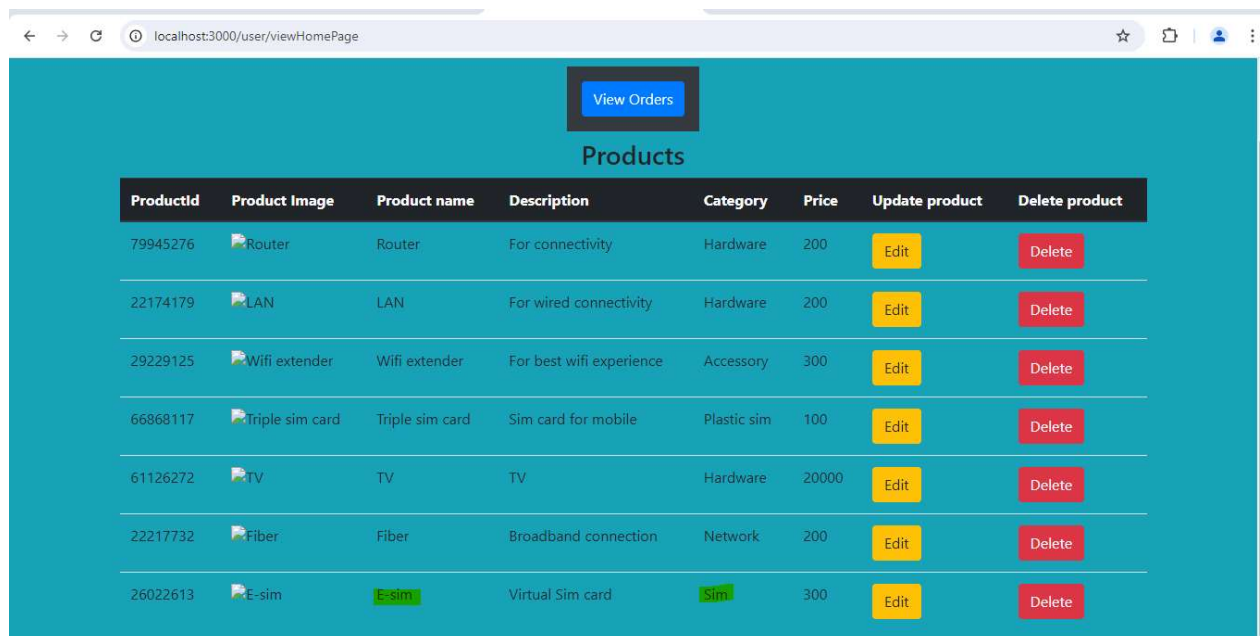 localhost:3000/user/viewHomePage
View Orders
Products
ProductId Product Image Product name Description Category Price Update product Delete product
79945276 Router Router For connectivity Hardware 200 Edit Delete
22174179 LAN LAN For wired connectivity Hardware 200 Edit Delete
29229125 Wifi extender Wifi extender For best wifi experience Accessory 300 Edit Delete
66868117 Triple sim card Triple sim card Sim card for mobile Plastic sim 100 Edit Delete
61126272 TV TV TV Hardware 20000 Edit Delete
22217732 Fiber Fiber Broadband connection Network 200 Edit Delete
26022613 E-sim E-sim Virtual Sim card Sim 300 Edit Delete